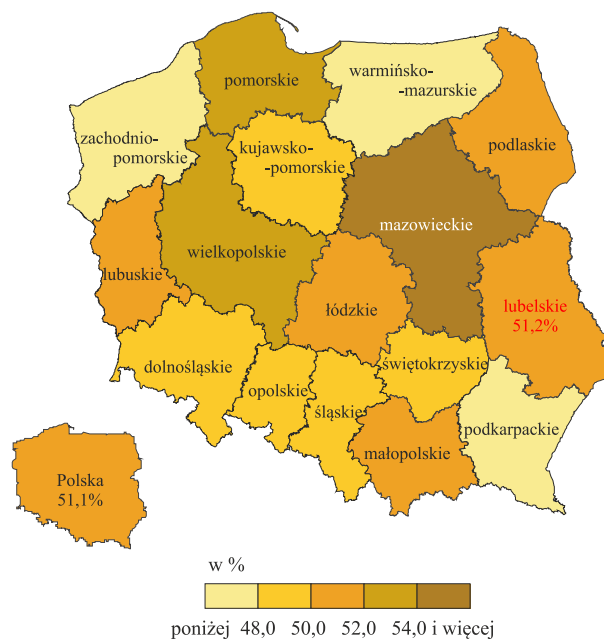 pomorskie
warmińsko-
-mazurskie
zachodnio-
pomorskie
kujawsko-
-pomorskie
podlaskie
mazowieckie
wielkopolskie
lubuskie
łódzkie
lubelskie
51,2%
dolnośląskie
opolskie
śląskie
świętokrzyskie
małopolskie
podkarpackie
Polska
51,1%
w %
poniżej 48,0 50,0 52,0 54,0 i więcej